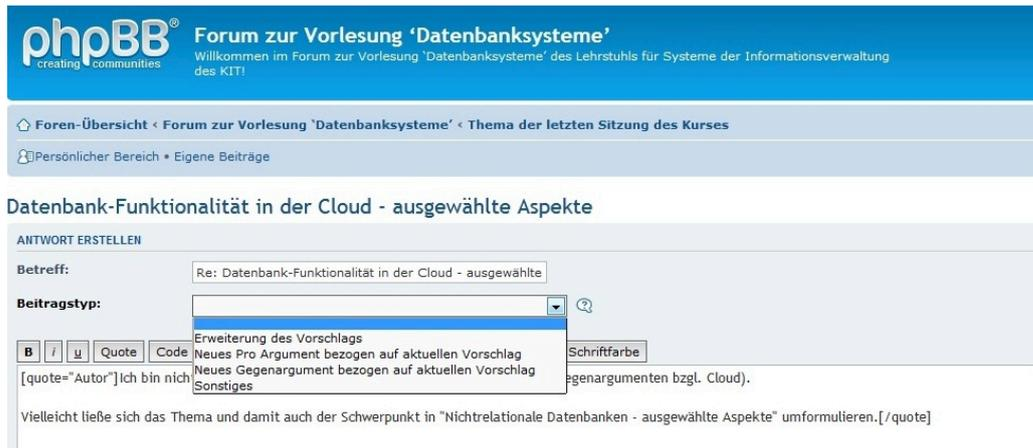 phpBB®
creating communities
Forum zur Vorlesung ‘Datenbanksysteme’
Willkommen im Forum zur Vorlesung `Datenbanksysteme’ des Lehrstuhls für Systeme der Informationsverwaltung
des KIT!
Foren-Übersicht ‹ Forum zur Vorlesung `Datenbanksysteme’ ‹ Thema der letzten Sitzung des Kurses
Persönlicher Bereich • Eigene Beiträge
Datenbank-Funktionalität in der Cloud - ausgewählte Aspekte
ANTWORT ERSTELLEN
Betreff:
Re: Datenbank-Funktionalität in der Cloud - ausgewählte
Beitragstyp:
Erweiterung des Vorschlags
Neues Pro Argument bezogen auf aktuellen Vorschlag
Neues Gegenargument bezogen auf aktuellen Vorschlag
Sonstiges
B i u Quote Code Schriftfarbe
[quote="Autor"]Ich bin nich egenargumenten bzgl. Cloud).
Vielleicht ließe sich das Thema und damit auch der Schwerpunkt in "Nichtrelationale Datenbanken - ausgewählte Aspekte" umformulieren.[/quote]